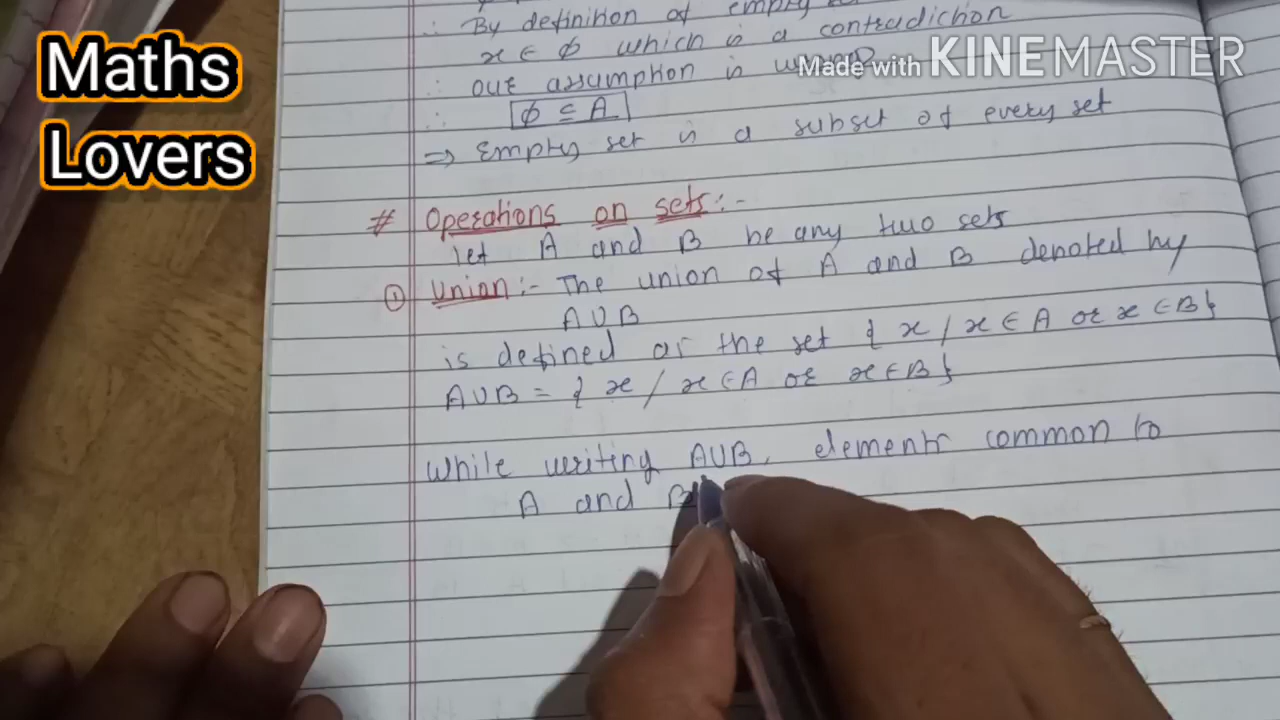 Maths
Lovers
Made with KINEMASTER
∴ By definition of empty
x ∈ ϕ which is a contradiction
∴ our assumption is wrong
∴ ϕ ⊆ A
⇒ Empty set is a subset of every set
# Operations on sets :-
let A and B be any two sets
① Union :- The union of A and B denoted by
A∪B
is defined as the set { x / x ∈ A or x ∈ B }
A∪B = { x / x ∈ A or x ∈ B }
while writing A∪B, elements common to
A and B